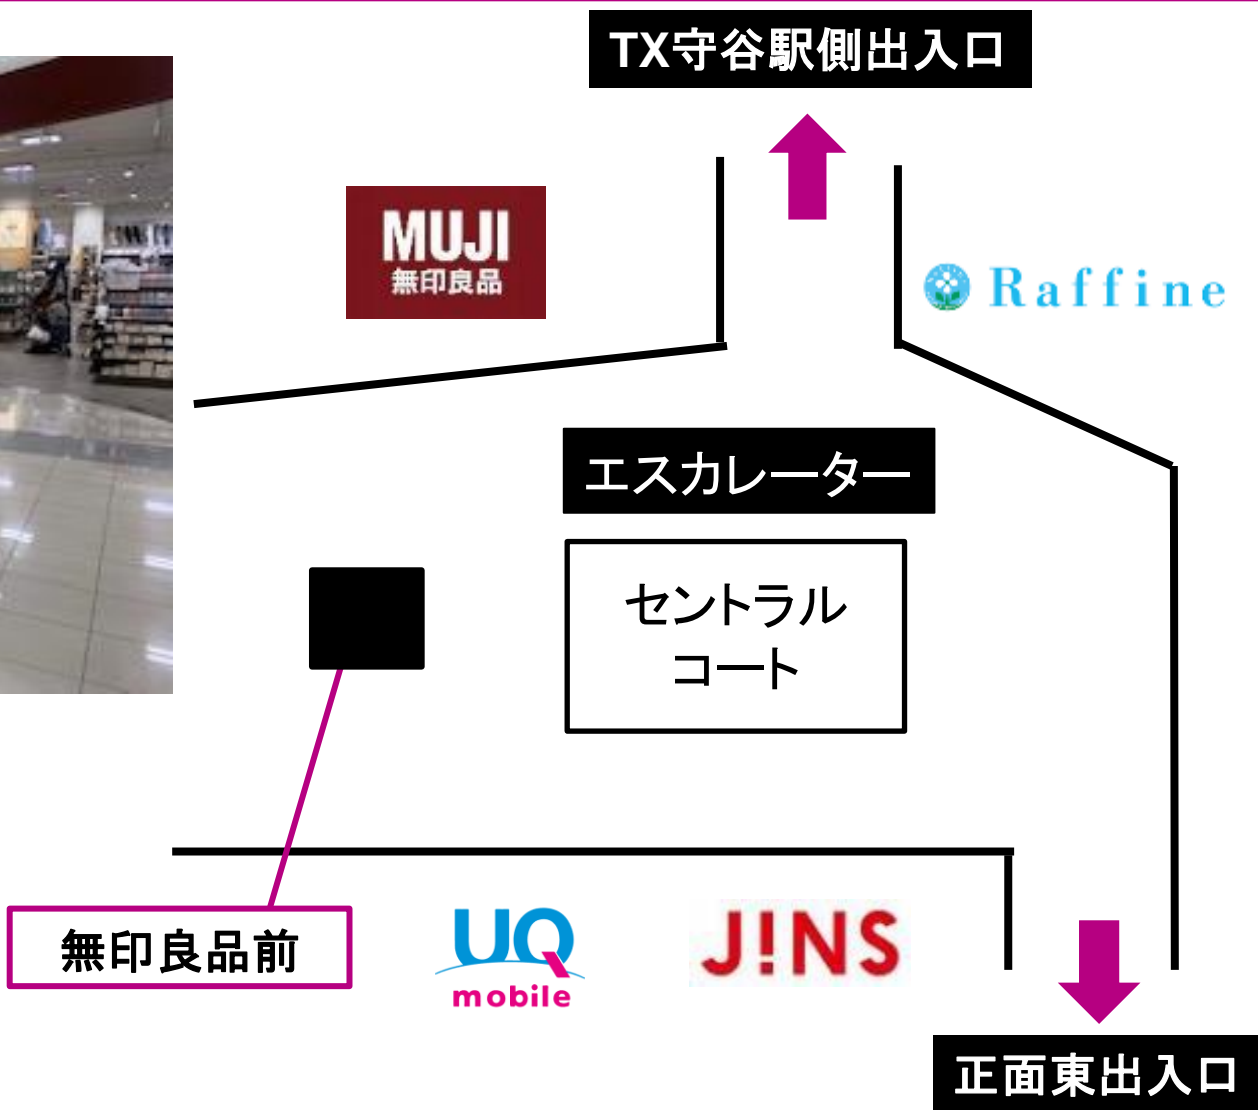 TX守谷駅側出入口
MUJI
無印良品
Raffine
エスカレーター
セントラル
コート
無印良品前
UQ
mobile
J!NS
正面東出入口